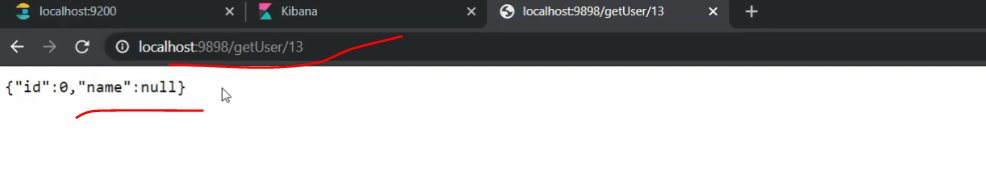 localhost:9200
Kibana
localhost:9898/getUser/13
localhost:9898/getUser/13
{"id":0,"name":null}